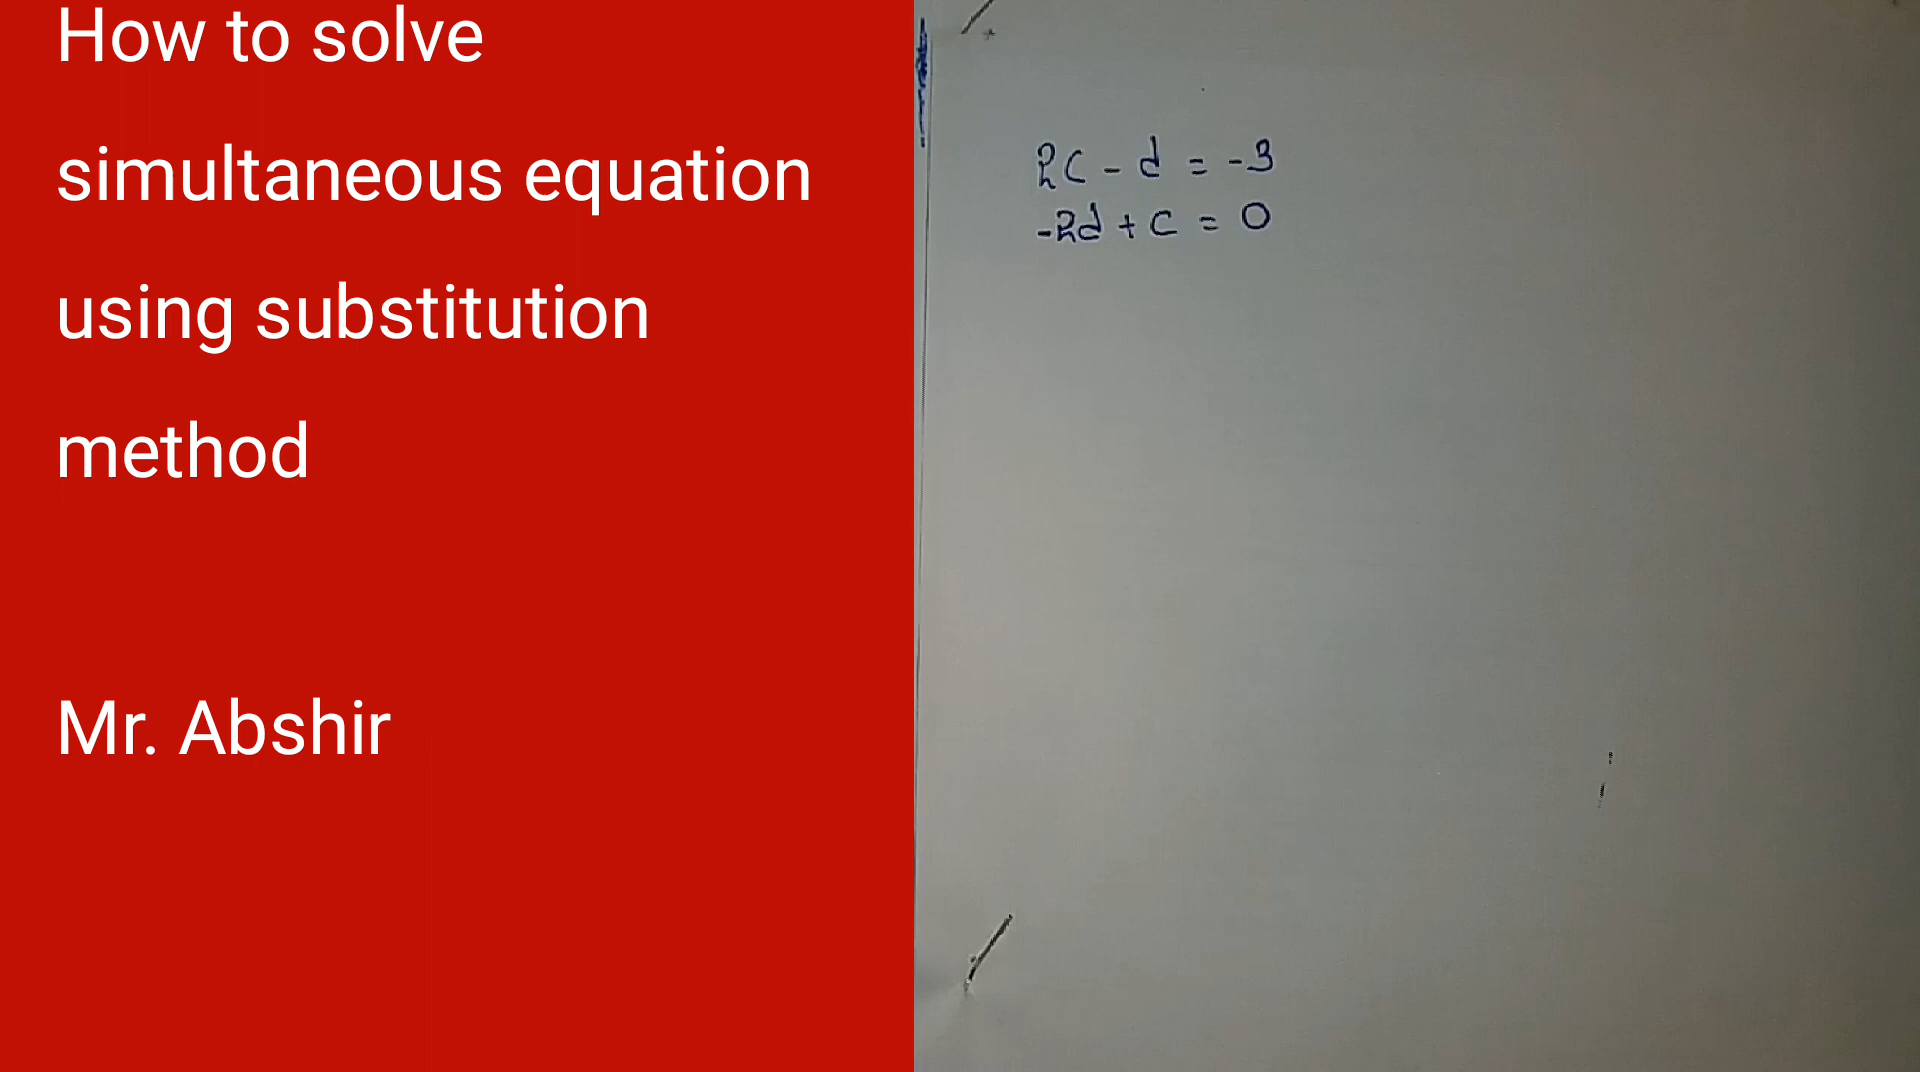 How to solve
simultaneous equation
using substitution
method
Mr. Abshir
2C - d = -3
-2d + C = 0